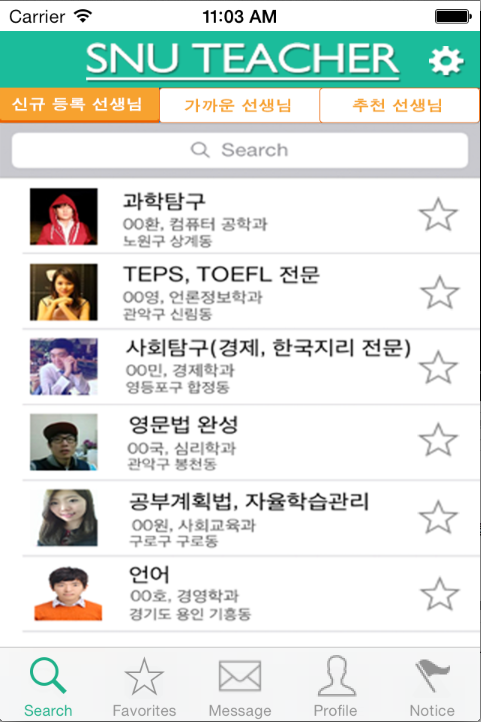 Carrier 11:03 AM
SNU TEACHER
신규 등록 선생님 가까운 선생님 추천 선생님
Search
과학탐구
OO환, 컴퓨터 공학과
노원구 상계동
TEPS, TOEFL 전문
OO영, 언론정보학과
관악구 신림동
사회탐구(경제, 한국지리 전문)
OO민, 경제학과
영등포구 합정동
영문법 완성
OO국, 심리학과
관악구 봉천동
공부계획법, 자율학습관리
OO원, 사회교육과
구로구 구로동
언어
OO호, 경영학과
경기도 용인 기흥동
Search Favorites Message Profile Notice